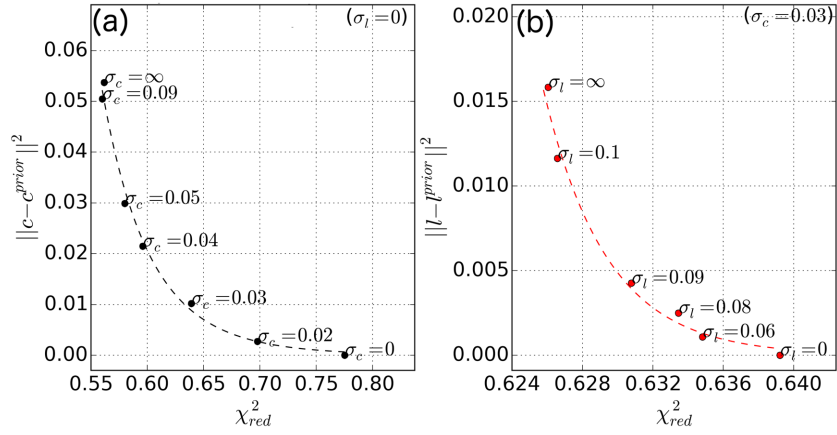 (a)
(σ_l=0)
0.06
0.05
0.04
0.03
0.02
0.01
0.00
||c−c^{prior}||^2
σ_c=∞
σ_c=0.09
σ_c=0.05
σ_c=0.04
σ_c=0.03
σ_c=0.02
σ_c=0
0.55 0.60 0.65 0.70 0.75 0.80
χ^2_{red}
(b)
(σ_c=0.03)
0.020
0.015
0.010
0.005
0.000
||l−l^{prior}||^2
σ_l=∞
σ_l=0.1
σ_l=0.09
σ_l=0.08
σ_l=0.06
σ_l=0
0.624 0.628 0.632 0.636 0.640
χ^2_{red}